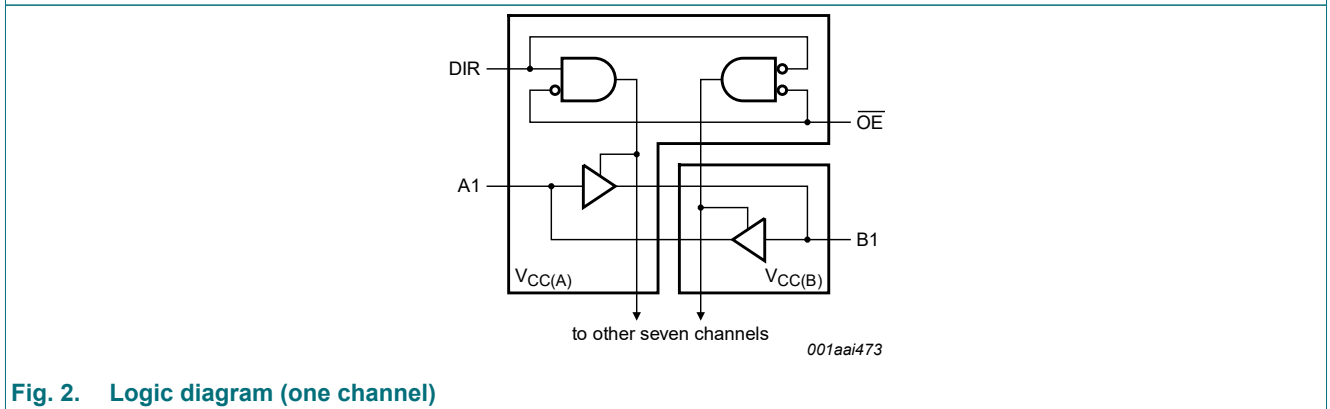 DIR
OE
A1
B1
VCC(A)
VCC(B)
to other seven channels
001aai473
Fig. 2. Logic diagram (one channel)